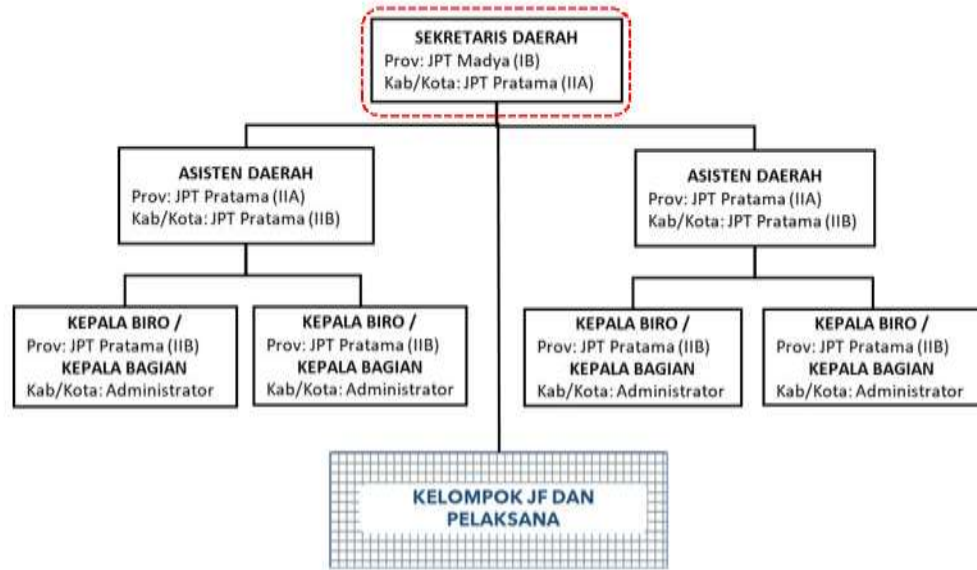 SEKRETARIS DAERAH
Prov: JPT Madya (IB)
Kab/Kota: JPT Pratama (IIA)
ASISTEN DAERAH
Prov: JPT Pratama (IIA)
Kab/Kota: JPT Pratama (IIB)
ASISTEN DAERAH
Prov: JPT Pratama (IIA)
Kab/Kota: JPT Pratama (IIB)
KEPALA BIRO /
Prov: JPT Pratama (IIB)
KEPALA BAGIAN
Kab/Kota: Administrator
KEPALA BIRO /
Prov: JPT Pratama (IIB)
KEPALA BAGIAN
Kab/Kota: Administrator
KEPALA BIRO /
Prov: JPT Pratama (IIB)
KEPALA BAGIAN
Kab/Kota: Administrator
KEPALA BIRO /
Prov: JPT Pratama (IIB)
KEPALA BAGIAN
Kab/Kota: Administrator
KELOMPOK JF DAN
PELAKSANA